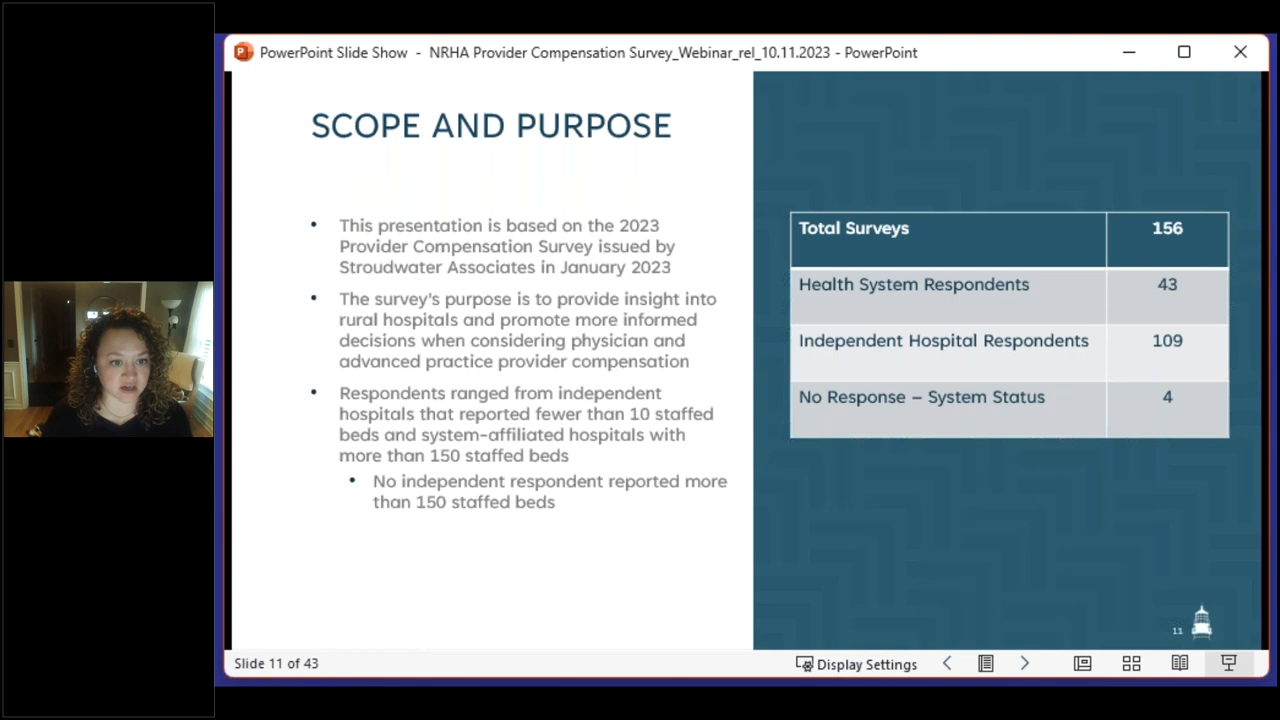 PowerPoint Slide Show - NRHA Provider Compensation Survey_Webinar_rel_10.11.2023 - PowerPoint
SCOPE AND PURPOSE
• This presentation is based on the 2023
Provider Compensation Survey issued by
Stroudwater Associates in January 2023
• The survey's purpose is to provide insight into
rural hospitals and promote more informed
decisions when considering physician and
advanced practice provider compensation
• Respondents ranged from independent
hospitals that reported fewer than 10 staffed
beds and system-affiliated hospitals with
more than 150 staffed beds
• No independent respondent reported more
than 150 staffed beds
Total Surveys 156
Health System Respondents 43
Independent Hospital Respondents 109
No Response – System Status 4
11
Slide 11 of 43
Display Settings